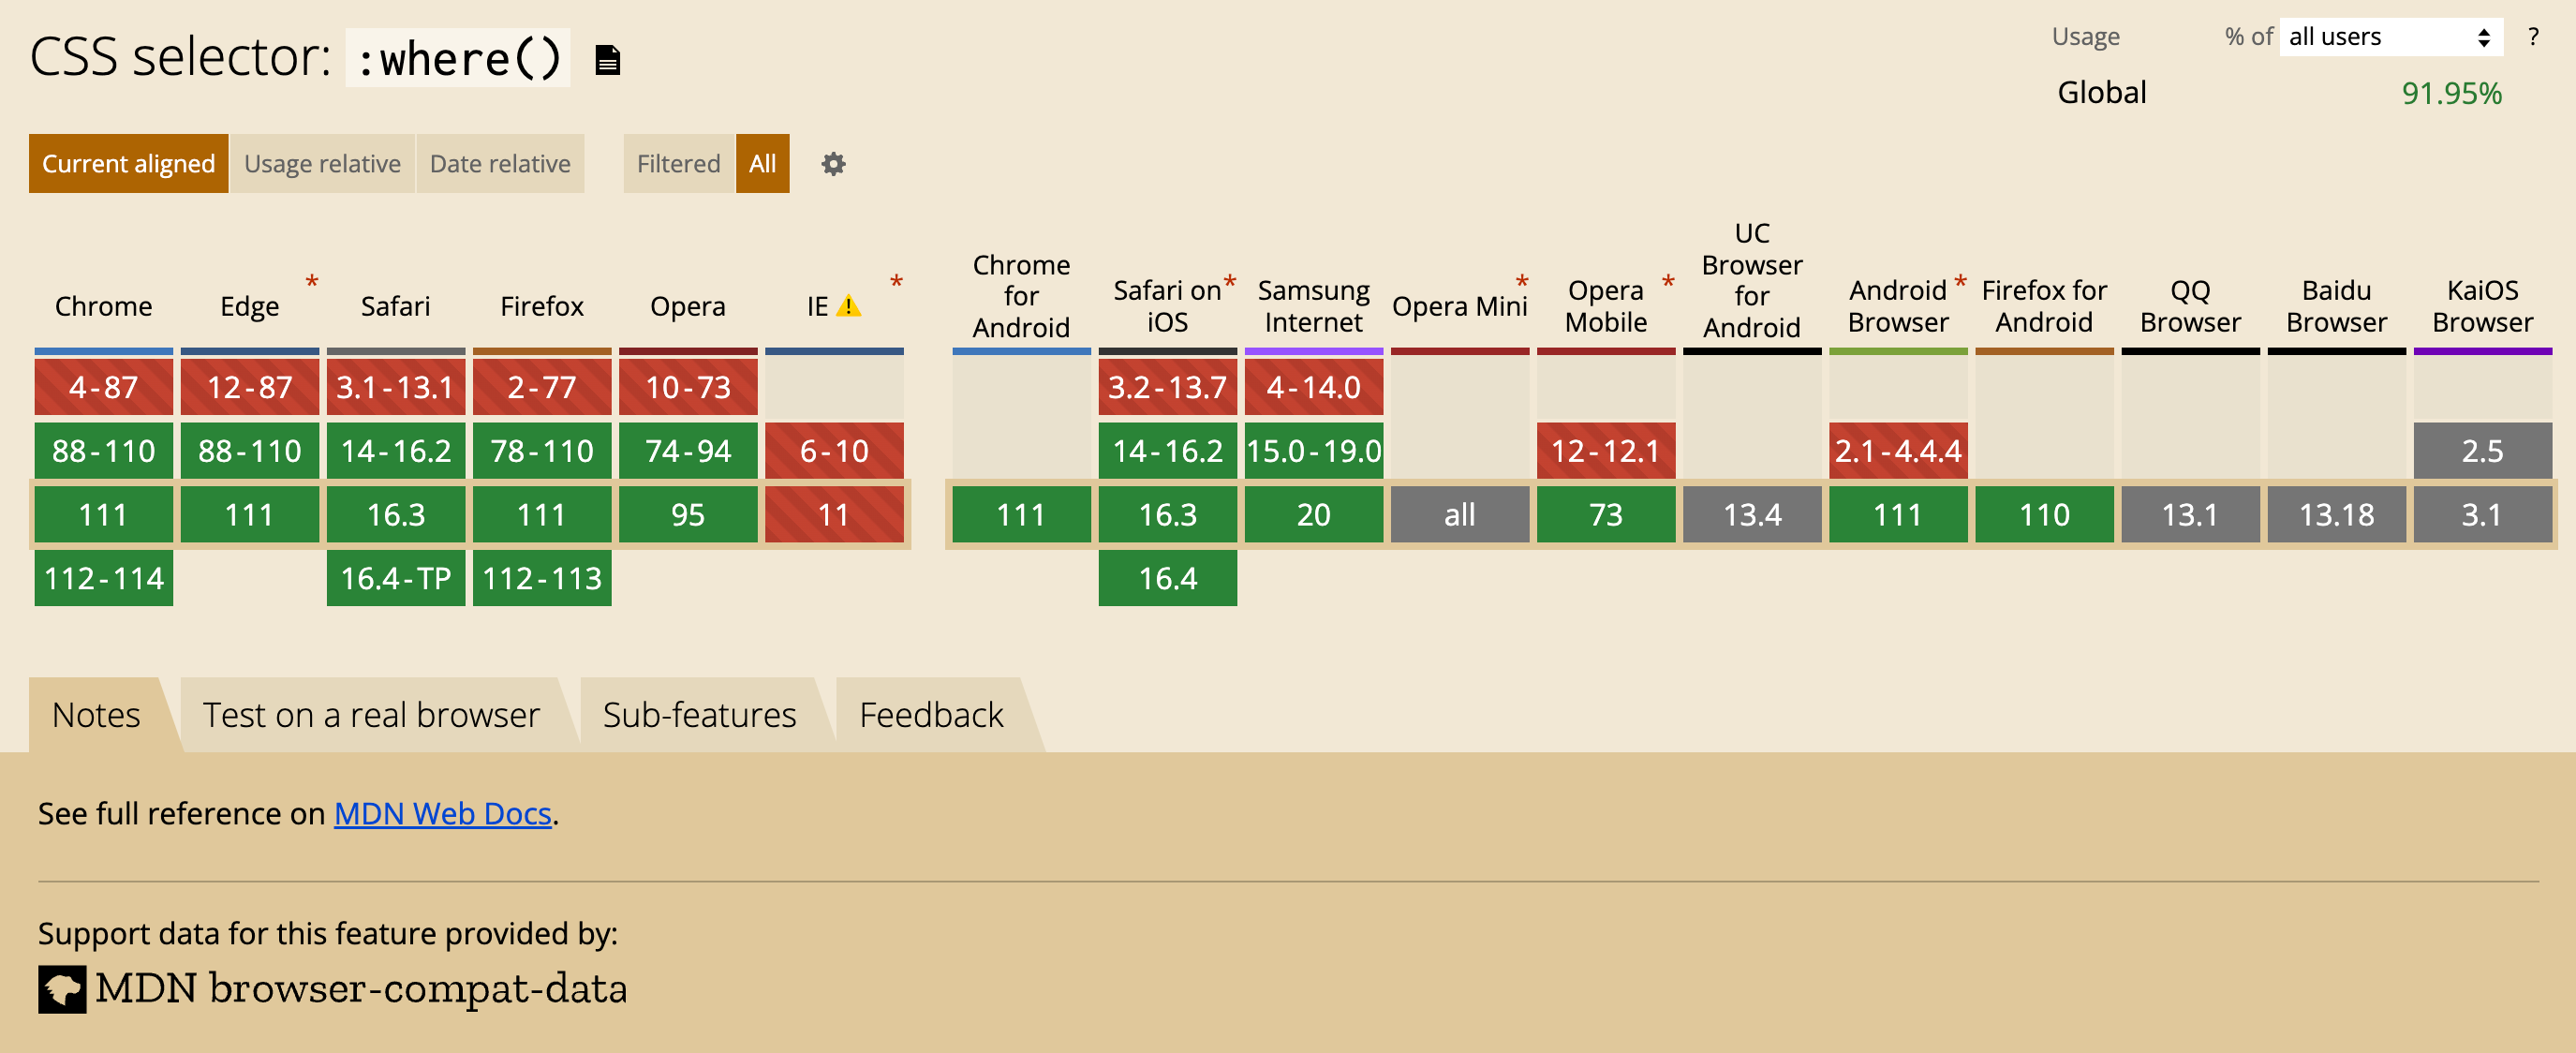 CSS selector: :where()
Usage % of all users ?
Global 91.95%
Current aligned Usage relative Date relative Filtered All
Chrome Edge * Safari Firefox Opera IE *
Chrome for Android Safari on iOS * Samsung Internet Opera Mini * Opera Mobile * UC Browser for Android Android Browser * Firefox for Android QQ Browser Baidu Browser KaiOS Browser
4-87 12-87 3.1-13.1 2-77 10-73 3.2-13.7 4-14.0
88-110 88-110 14-16.2 78-110 74-94 6-10 14-16.2 15.0-19.0 12-12.1 2.1-4.4.4 2.5
111 111 16.3 111 95 11 111 16.3 20 all 73 13.4 111 110 13.1 13.18 3.1
112-114 16.4-TP 112-113 16.4
Notes Test on a real browser Sub-features Feedback
See full reference on MDN Web Docs.
Support data for this feature provided by:
MDN browser-compat-data